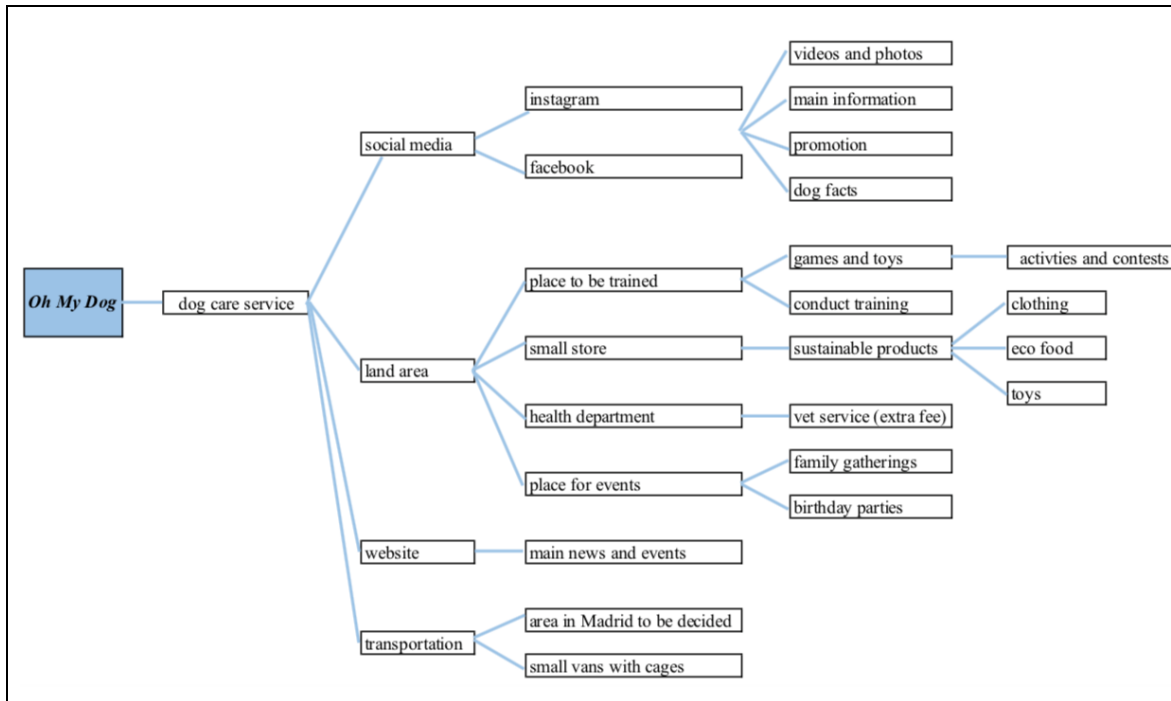 Oh My Dog
dog care service
social media
instagram
facebook
videos and photos
main information
promotion
dog facts
land area
place to be trained
games and toys
activties and contests
conduct training
small store
sustainable products
clothing
eco food
toys
health department
vet service (extra fee)
place for events
family gatherings
birthday parties
website
main news and events
transportation
area in Madrid to be decided
small vans with cages